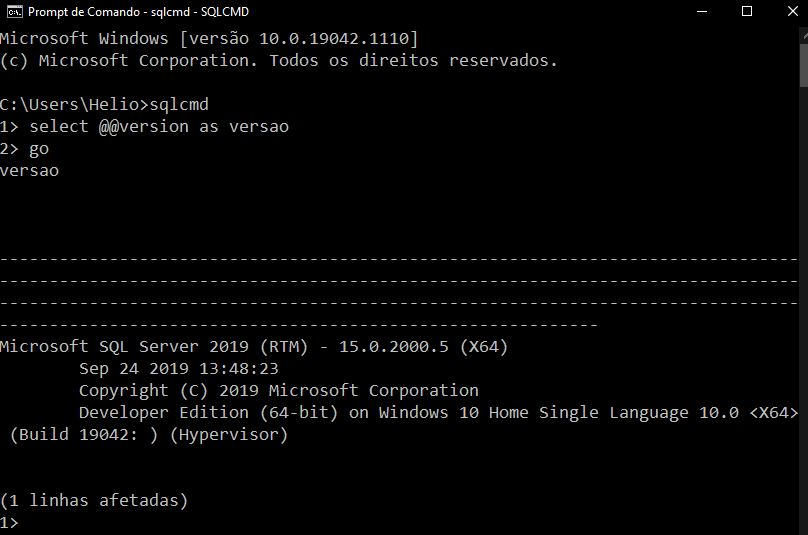 Prompt de Comando - sqlcmd - SQLCMD
Microsoft Windows [versão 10.0.19042.1110]
(c) Microsoft Corporation. Todos os direitos reservados.
C:\Users\Helio>sqlcmd
1> select @@version as versao
2> go
versao
--------------------------------------------------------------------------------
--------------------------------------------------------------------------------
--------------------------------------------------------------------------------
------------------------------------------------------------
Microsoft SQL Server 2019 (RTM) - 15.0.2000.5 (X64)
        Sep 24 2019 13:48:23
        Copyright (C) 2019 Microsoft Corporation
        Developer Edition (64-bit) on Windows 10 Home Single Language 10.0 <X64>
 (Build 19042: ) (Hypervisor)
(1 linhas afetadas)
1>